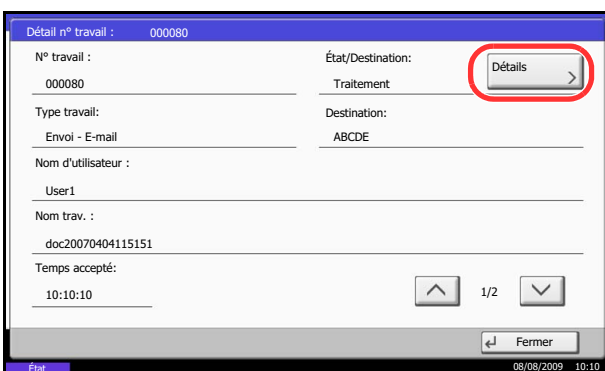 Détail n° travail : 000080
N° travail :
000080
État/Destination:
Traitement
Détails
Type travail:
Envoi - E-mail
Destination:
ABCDE
Nom d'utilisateur :
User1
Nom trav. :
doc20070404115151
Temps accepté:
10:10:10
1/2
Fermer
État
08/08/2009 10:10